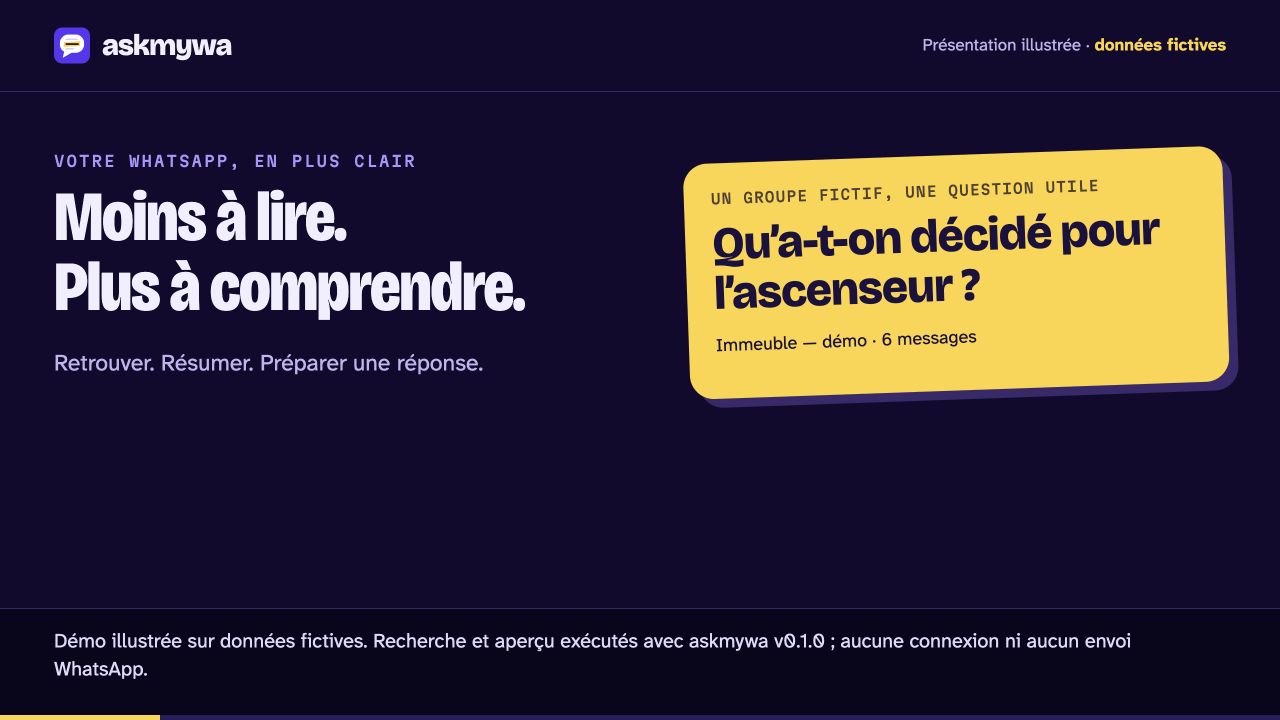 askmywa
Présentation illustrée · données fictives
VOTRE WHATSAPP, EN PLUS CLAIR
Moins à lire.
Plus à comprendre.
Retrouver. Résumer. Préparer une réponse.
UN GROUPE FICTIF, UNE QUESTION UTILE
Qu’a-t-on décidé pour
l’ascenseur ?
Immeuble — démo · 6 messages
Démo illustrée sur données fictives. Recherche et aperçu exécutés avec askmywa v0.1.0 ; aucune connexion ni aucun envoi
WhatsApp.